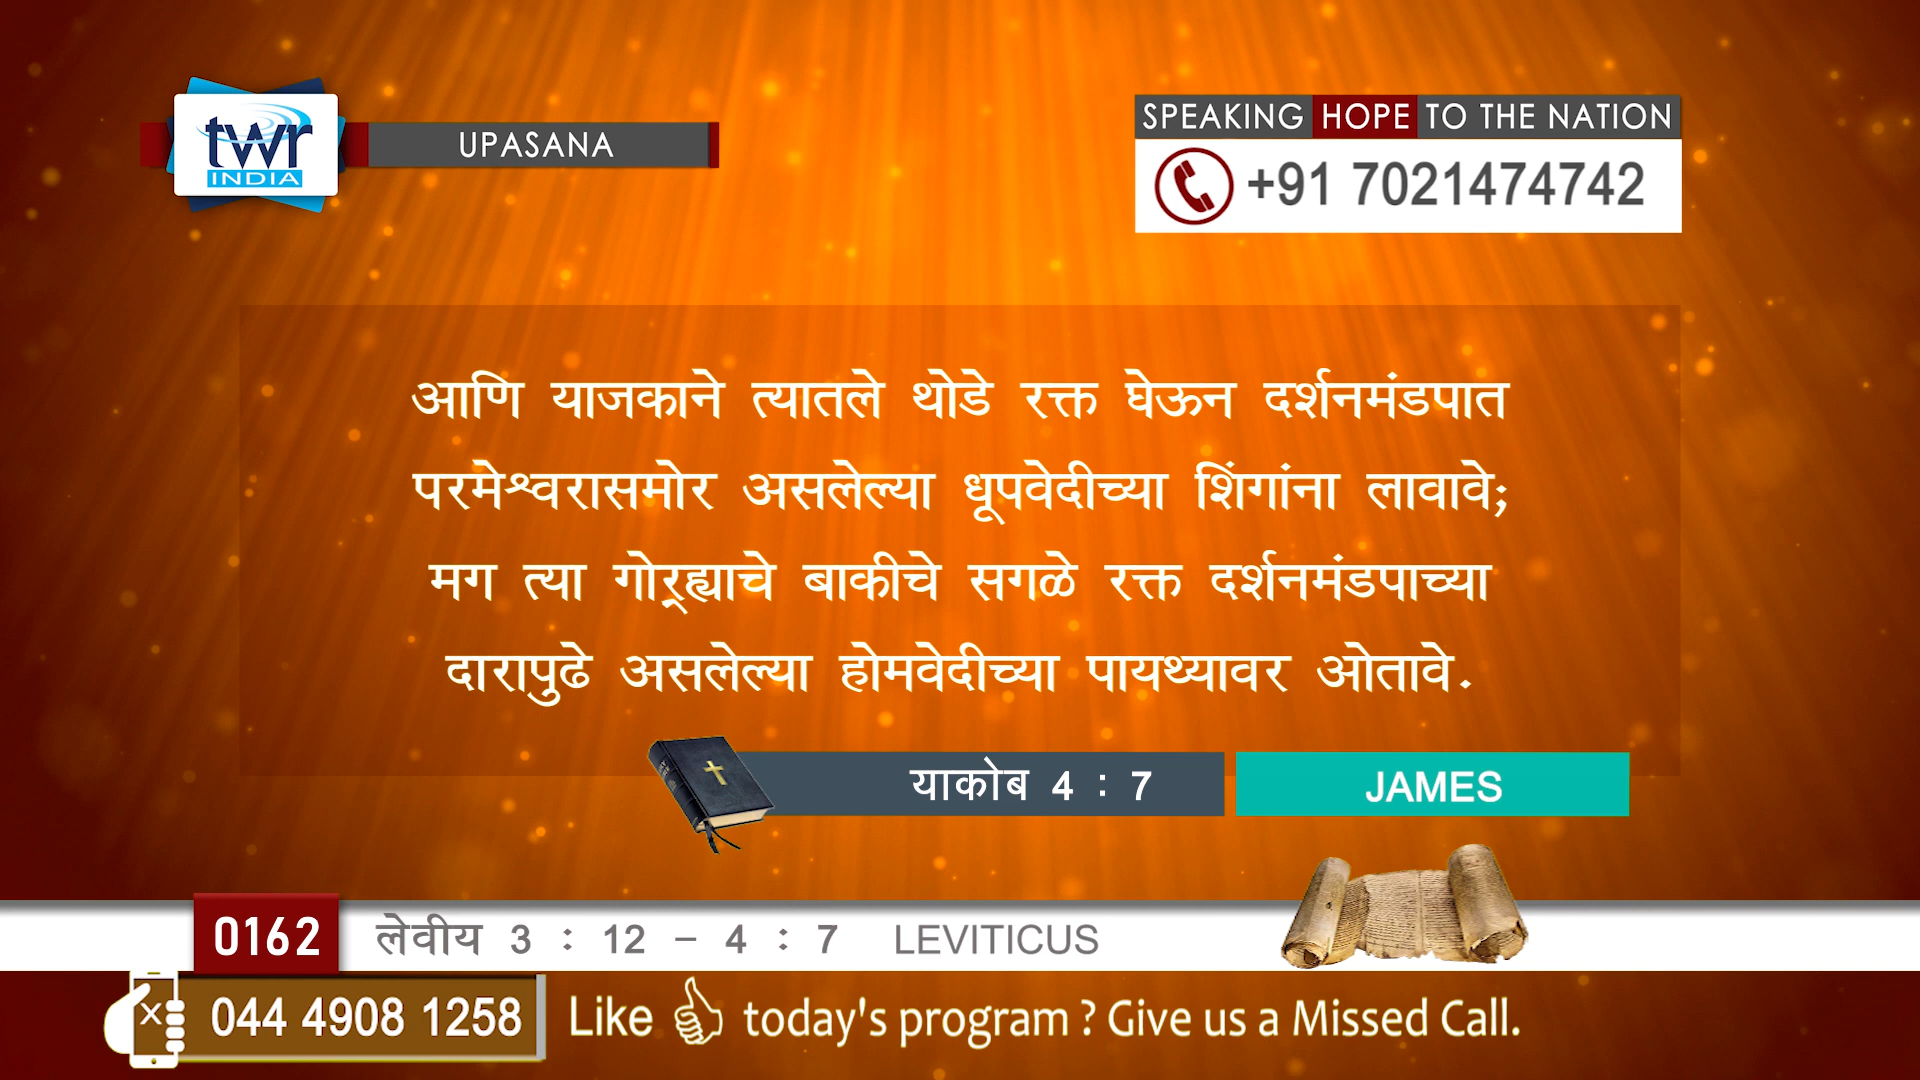 twr
INDIA
UPASANA
SPEAKING HOPE TO THE NATION
+91 7021474742
आणि याजकाने त्यातले थोडे रक्त घेऊन दर्शनमंडपात
परमेश्वरासमोर असलेल्या धूपवेदीच्या शिंगांना लावावे;
मग त्या गोऱ्ह्याचे बाकीचे सगळे रक्त दर्शनमंडपाच्या
दारापुढे असलेल्या होमवेदीच्या पायथ्यावर ओतावे.
याकोब 4 : 7
JAMES
0162 लेवीय 3 : 12 - 4 : 7 LEVITICUS
044 4908 1258 Like today's program ? Give us a Missed Call.